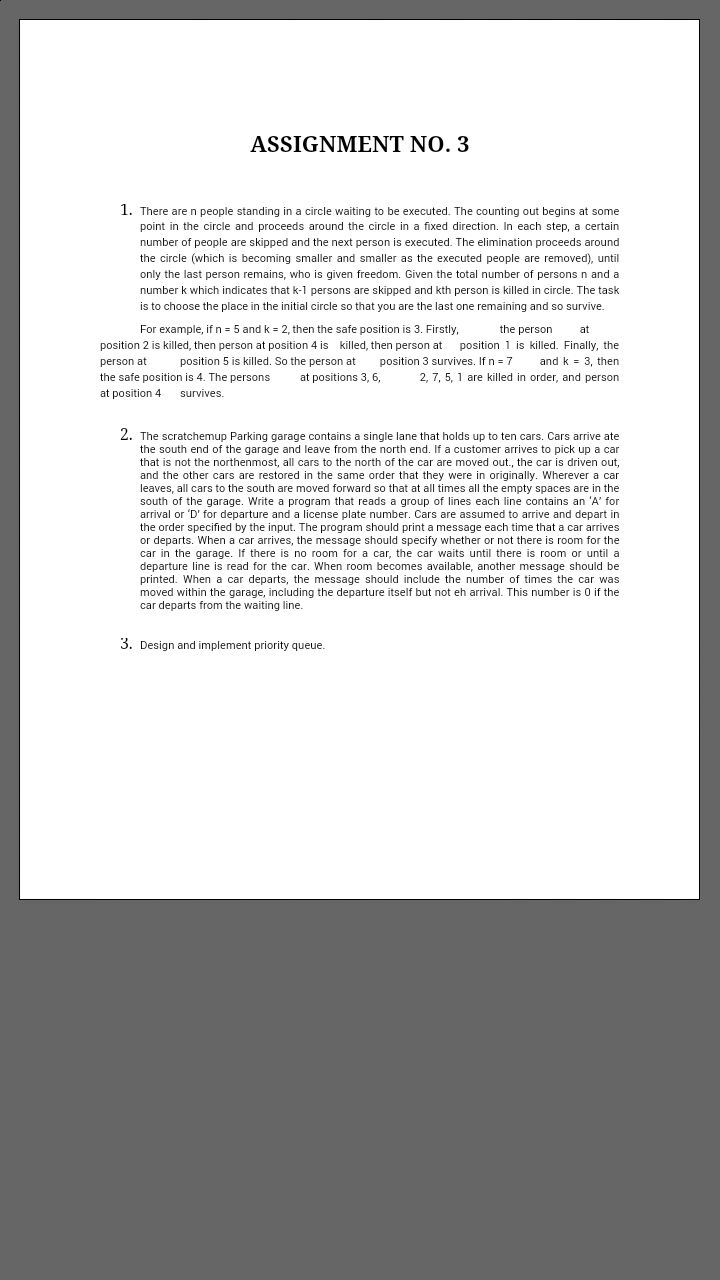 ASSIGNMENT NO. 3
1. There are n people standing in a circle waiting to be executed. The counting out begins at some
point in the circle and proceeds around the circle in a fixed direction. In each step, a certain
number of people are skipped and the next person is executed. The elimination proceeds around
the circle (which is becoming smaller and smaller as the executed people are removed), until
only the last person remains, who is given freedom. Given the total number of persons n and a
number k which indicates that k-1 persons are skipped and kth person is killed in circle. The task
is to choose the place in the initial circle so that you are the last one remaining and so survive.
For example, if n = 5 and k = 2, then the safe position is 3. Firstly, the person at
position 2 is killed, then person at position 4 is killed, then person at position 1 is killed. Finally, the
person at position 5 is killed. So the person at position 3 survives. If n = 7 and k = 3, then
the safe position is 4. The persons at positions 3, 6, 2, 7, 5, 1 are killed in order, and person
at position 4 survives.
2. The scratchemup Parking garage contains a single lane that holds up to ten cars. Cars arrive ate
the south end of the garage and leave from the north end. If a customer arrives to pick up a car
that is not the northenmost, all cars to the north of the car are moved out., the car is driven out,
and the other cars are restored in the same order that they were in originally. Wherever a car
leaves, all cars to the south are moved forward so that at all times all the empty spaces are in the
south of the garage. Write a program that reads a group of lines each line contains an ‘A’ for
arrival or ‘D’ for departure and a license plate number. Cars are assumed to arrive and depart in
the order specified by the input. The program should print a message each time that a car arrives
or departs. When a car arrives, the message should specify whether or not there is room for the
car in the garage. If there is no room for a car, the car waits until there is room or until a
departure line is read for the car. When room becomes available, another message should be
printed. When a car departs, the message should include the number of times the car was
moved within the garage, including the departure itself but not eh arrival. This number is 0 if the
car departs from the waiting line.
3. Design and implement priority queue.